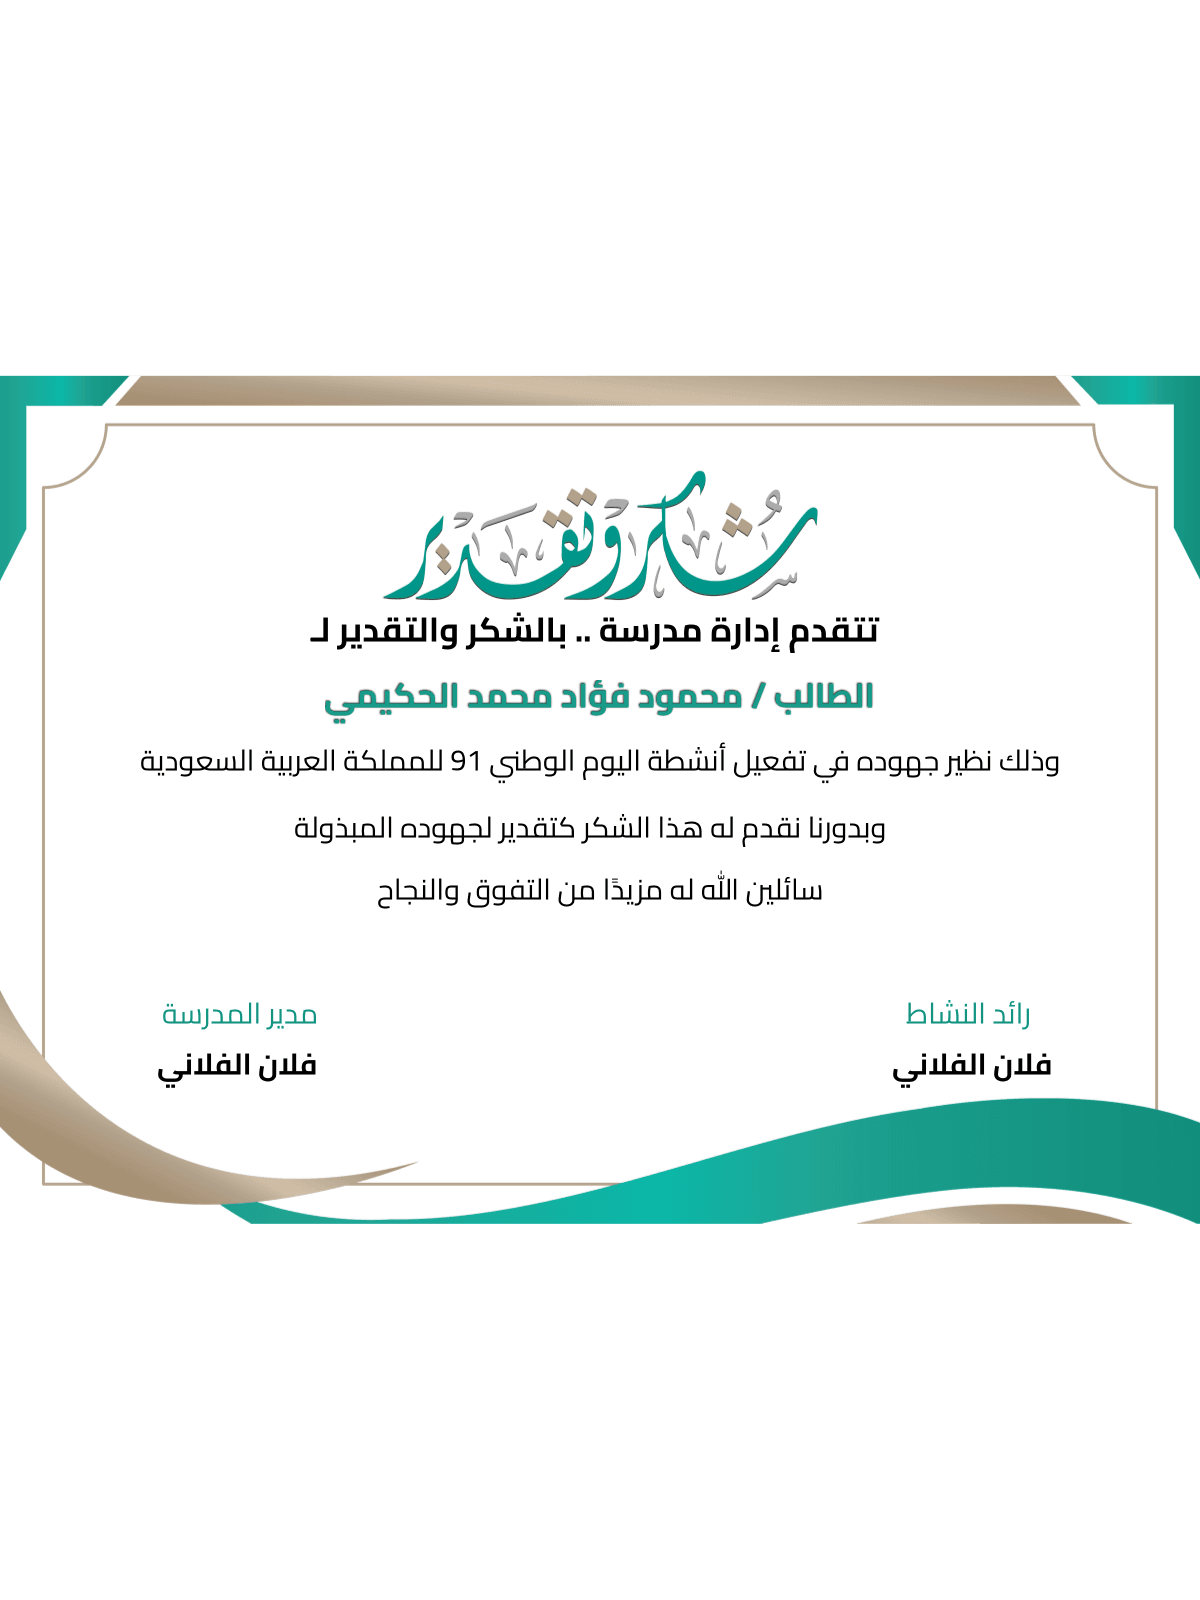 شكر وتقدير
تتقدم إدارة مدرسة .. بالشكر والتقدير لـ
الطالب / محمود فؤاد محمد الحكيمي
وذلك نظير جهوده في تفعيل أنشطة اليوم الوطني 91 للمملكة العربية السعودية
وبدورنا نقدم له هذا الشكر كتقدير لجهوده المبذولة
سائلين الله له مزيدًا من التفوق والنجاح
رائد النشاط
فلان الفلاني
مدير المدرسة
فلان الفلاني